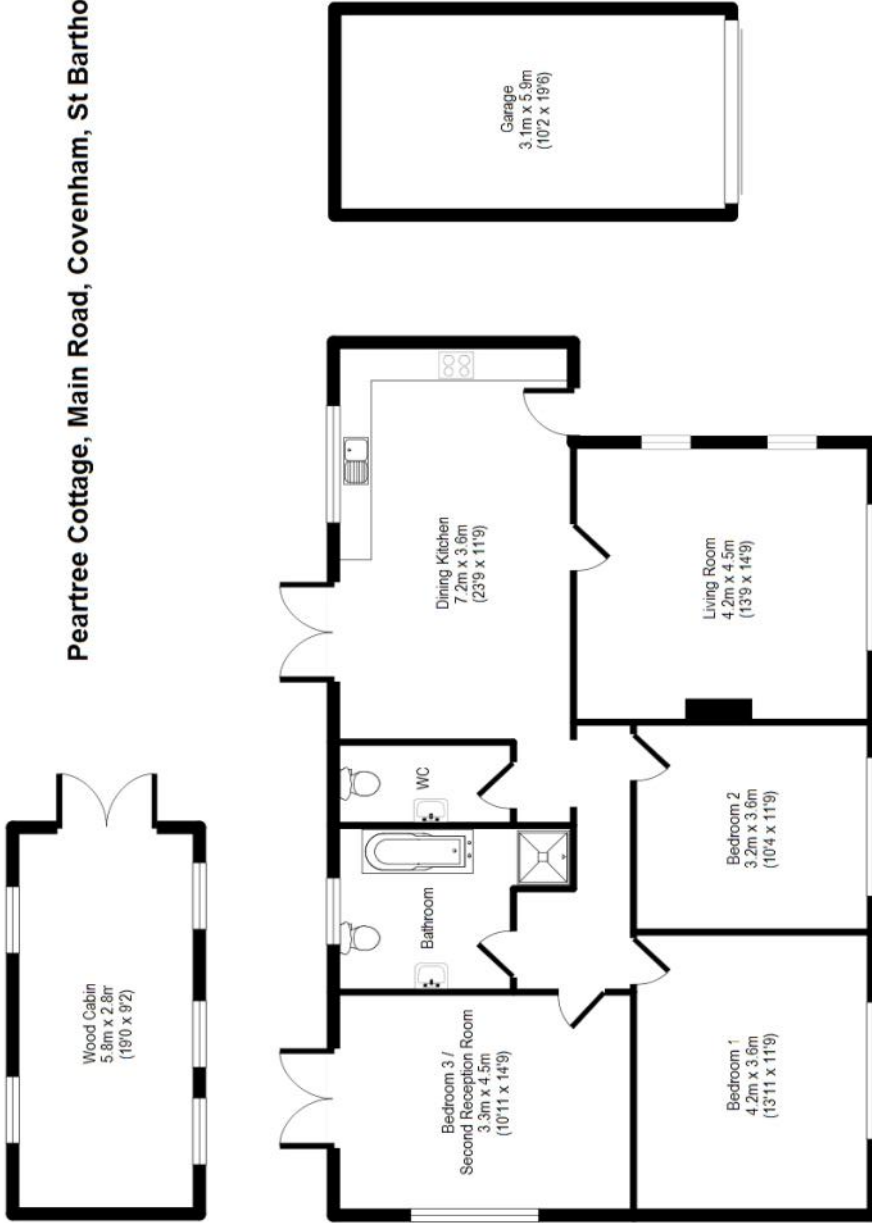 Peartree Cottage, Main Road, Covenham, St Bartho
Wood Cabin
5.8m x 2.8m
(19'0 x 9'2)
Garage
3.1m x 5.9m
(10'2 x 19'6)
Dining Kitchen
7.2m x 3.6m
(23'9 x 11'9)
WC
Bathroom
Bedroom 3 /
Second Reception Room
3.3m x 4.5m
(10'11 x 14'9)
Living Room
4.2m x 4.5m
(13'9 x 14'9)
Bedroom 2
3.2m x 3.6m
(10'4 x 11'9)
Bedroom 1
4.2m x 3.6m
(13'11 x 11'9)